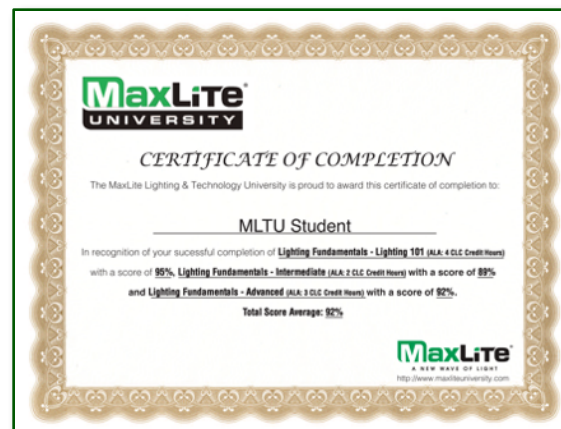 MaxLiTE®
UNIVERSITY
CERTIFICATE OF COMPLETION
The MaxLite Lighting & Technology University is proud to award this certificate of completion to:
MLTU Student
In recognition of your sucessful completion of Lighting Fundamentals - Lighting 101 (ALA: 4 CLC Credit Hours)
with a score of 95%, Lighting Fundamentals - Intermediate (ALA: 2 CLC Credit Hours) with a score of 89%
and Lighting Fundamentals - Advanced (ALA: 3 CLC Credit Hours) with a score of 92%.
Total Score Average: 92%
MaxLiTE®
A NEW WAVE OF LIGHT
http://www.maxliteuniversity.com